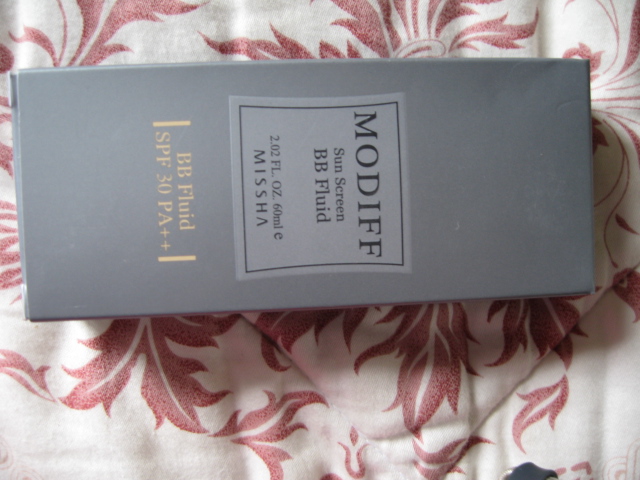 MODIFF
Sun Screen
BB Fluid
2.02 FL. OZ. 60ml e
MISSHA
BB Fluid
SPF 30 PA++